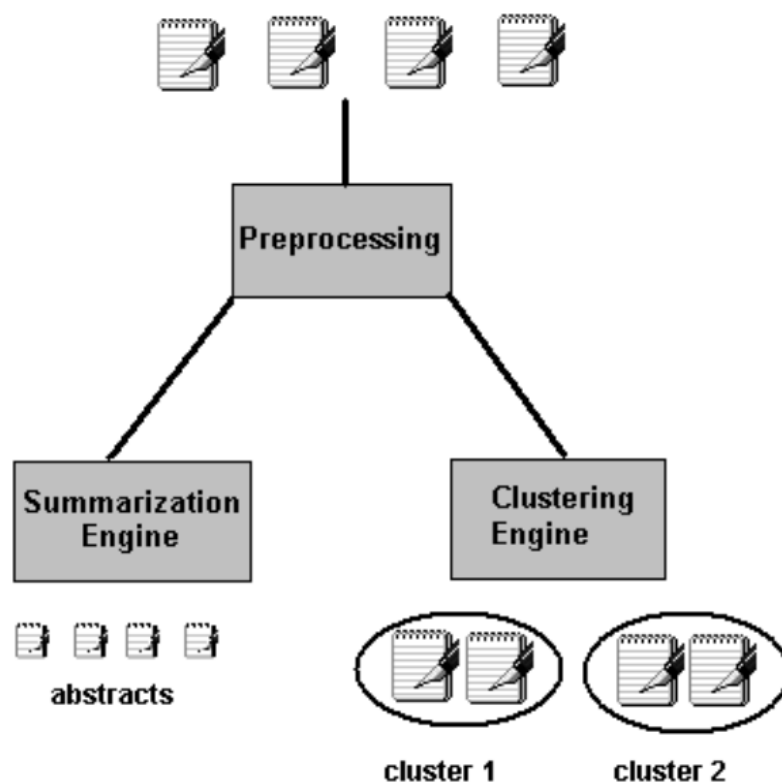 Preprocessing
Summarization
Engine
Clustering
Engine
abstracts
cluster 1
cluster 2